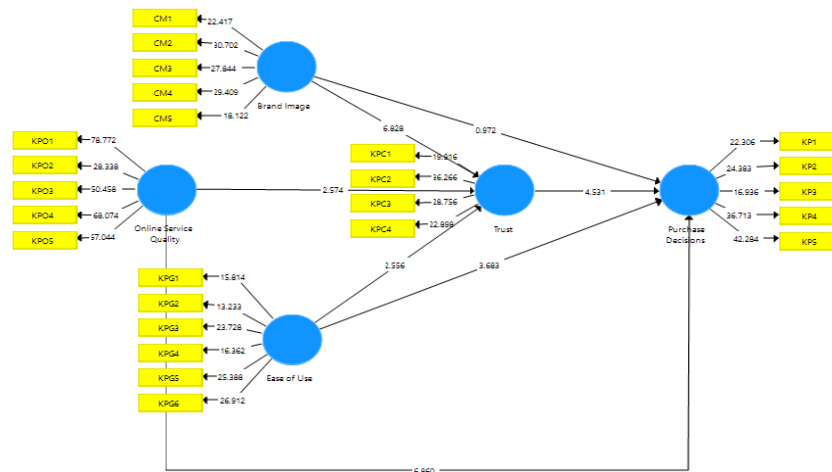 CM1
22.417
CM2
30.702
CM3
27.844
CM4
29.409
CM5
18.122
Brand Image
0.972
6.828
KPO1
78.772
KPO2
28.338
KPO3
50.458
KPO4
68.074
KPO5
57.044
Online Service
Quality
2.574
KPC1
19.916
KPC2
36.266
KPC3
28.756
KPC4
22.898
Trust
4.531
KP1
22.306
KP2
24.383
KP3
16.936
KP4
36.713
KP5
42.284
Purchase
Decisions
2.556
3.683
KPG1
15.814
KPG2
13.233
KPG3
23.728
KPG4
16.362
KPG5
25.388
KPG6
26.912
Ease of Use
6.860